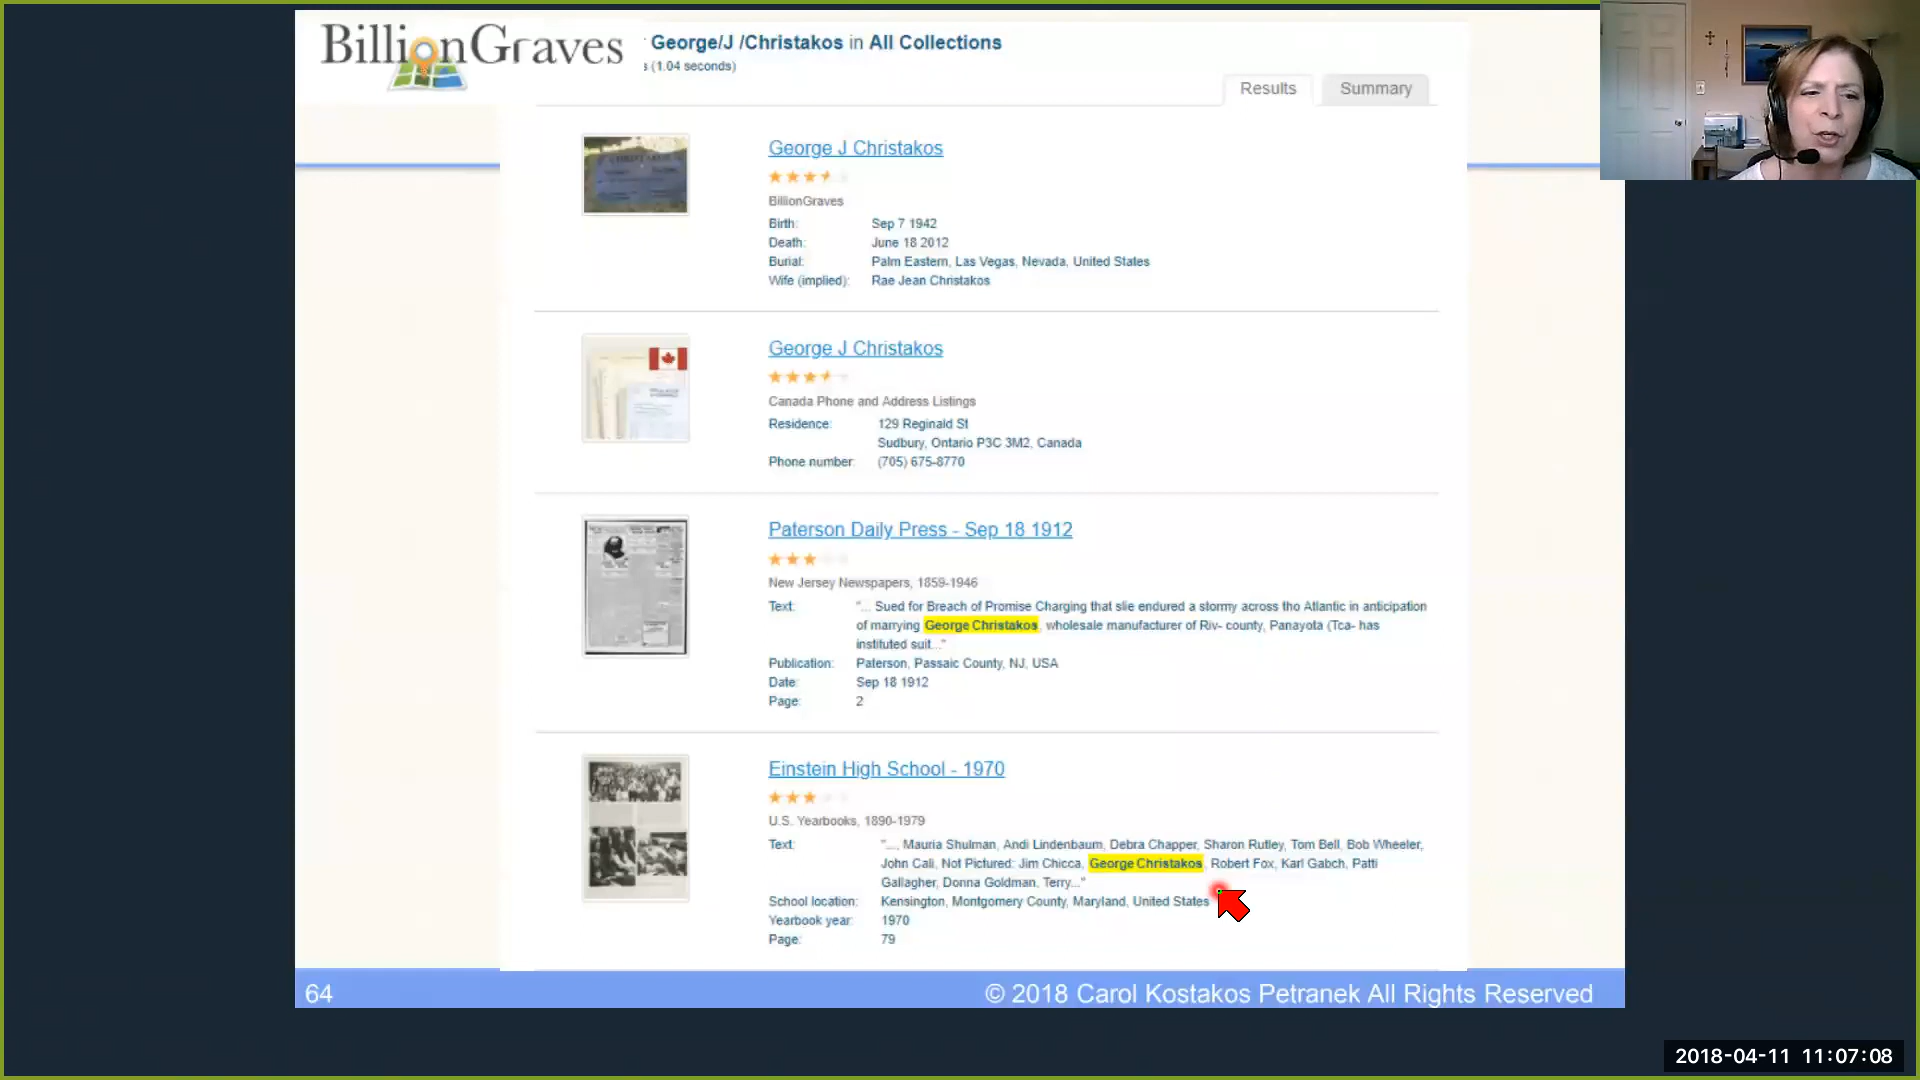 BillionGraves
George/J /Christakos in All Collections
s (1.04 seconds)
Results
Summary
George J Christakos
BillionGraves
Birth: Sep 7 1942
Death: June 18 2012
Burial: Palm Eastern, Las Vegas, Nevada, United States
Wife (implied): Rae Jean Christakos
George J Christakos
Canada Phone and Address Listings
Residence: 129 Reginald St
Sudbury, Ontario P3C 3M2, Canada
Phone number: (705) 675-8770
Paterson Daily Press - Sep 18 1912
New Jersey Newspapers, 1859-1946
Text: "... Sued for Breach of Promise Charging that slie endured a stormy across tho Atlantic in anticipation
of marrying George Christakos, wholesale manufacturer of Riv- county, Panayota (Tca- has
instituted suit..."
Publication: Paterson, Passaic County, NJ, USA
Date: Sep 18 1912
Page: 2
Einstein High School - 1970
U.S. Yearbooks, 1890-1979
Text: "..., Mauria Shulman, Andi Lindenbaum, Debra Chapper, Sharon Rutley, Tom Bell, Bob Wheeler,
John Cali, Not Pictured: Jim Chicca, George Christakos, Robert Fox, Karl Gabch, Patti
Gallagher, Donna Goldman, Terry..."
School location: Kensington, Montgomery County, Maryland, United States
Yearbook year: 1970
Page: 79
64
© 2018 Carol Kostakos Petranek All Rights Reserved
2018-04-11 11:07:08